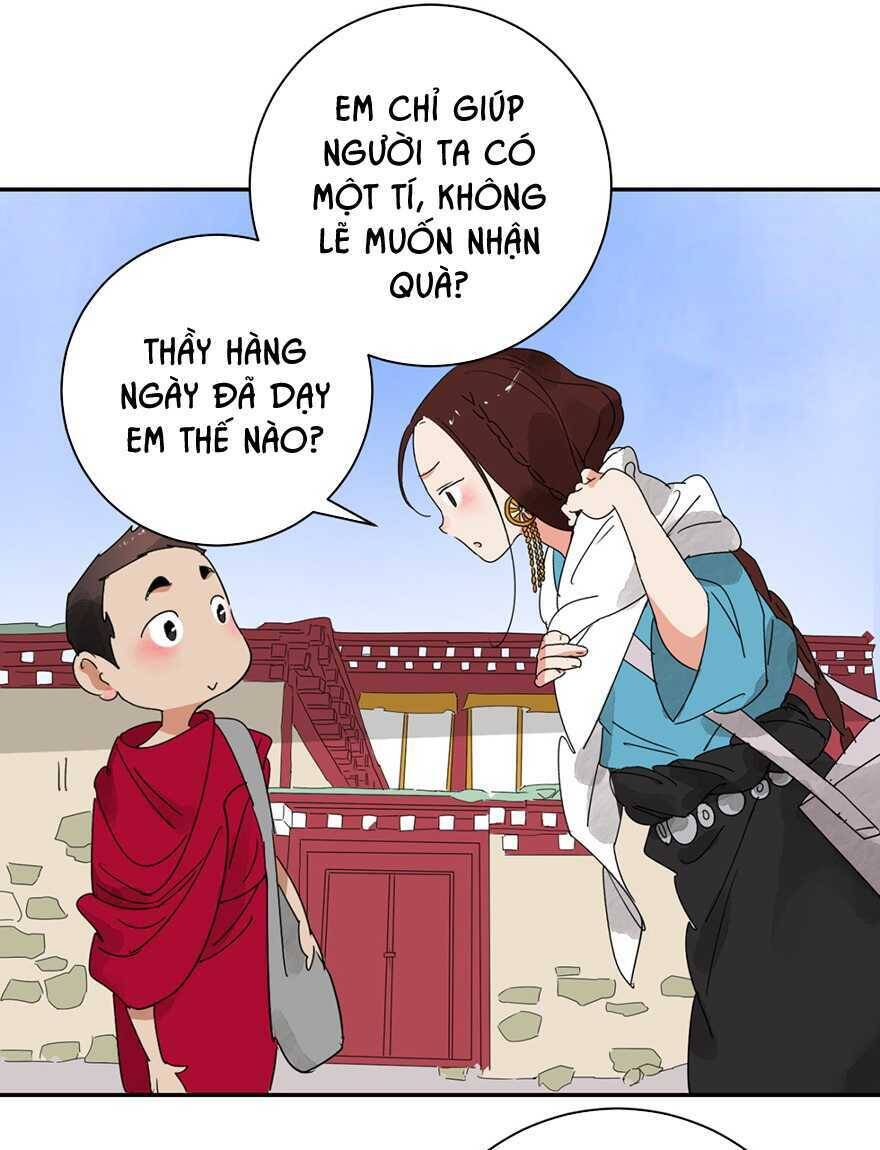 EM CHỈ GIÚP
NGƯỜI TA CÓ
MỘT TÍ, KHÔNG
LẼ MUỐN NHẬN
QUÀ?
THẦY HÀNG
NGÀY ĐÃ DẠY
EM THẾ NÀO?